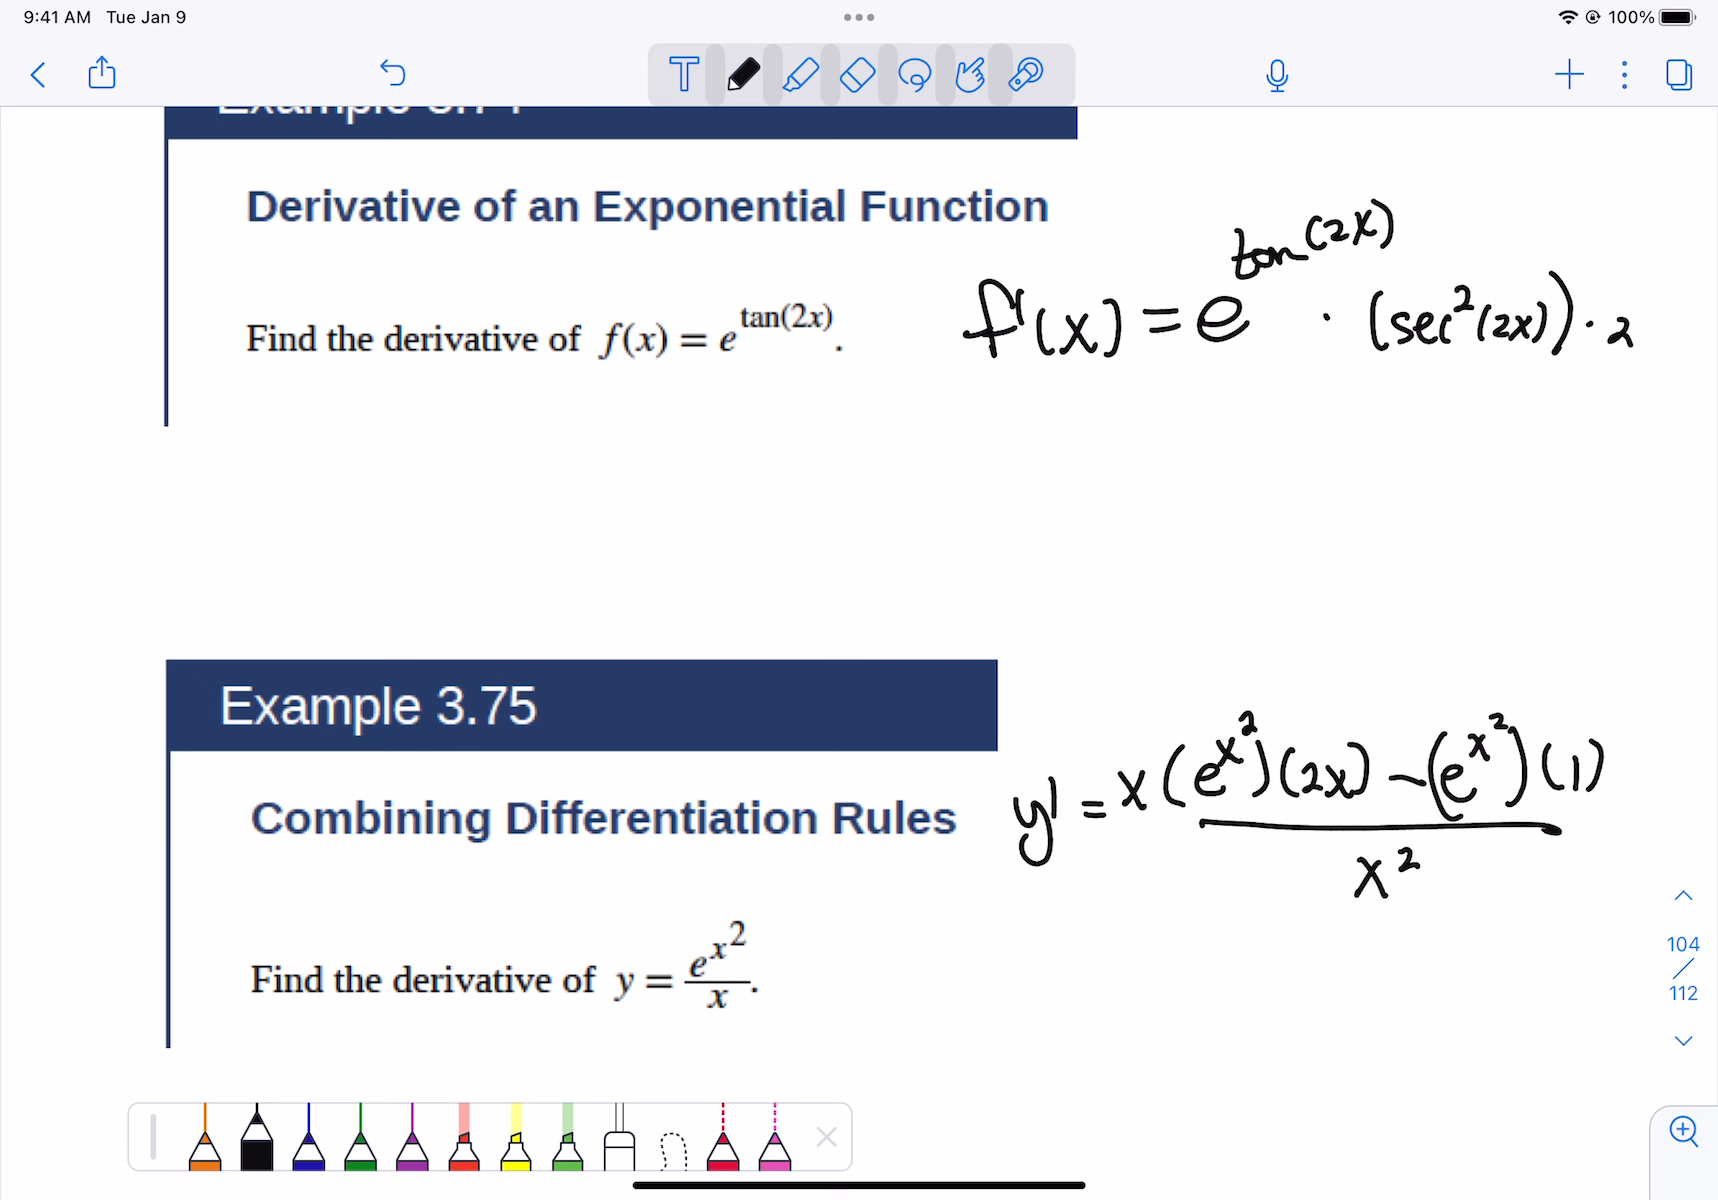 9:41 AM Tue Jan 9
100%
Derivative of an Exponential Function
Find the derivative of f(x) = e^tan(2x).
f'(x) = e^tan(2x) · (sec²(2x)) · 2
Example 3.75
Combining Differentiation Rules
Find the derivative of y = e^x²/x.
y' = x(e^x²)(2x) - (e^x²)(1)
x²
104
/
112